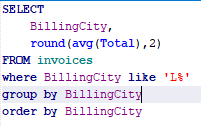 SELECT
BillingCity,
round(avg(Total),2)
FROM invoices
where BillingCity like 'L%'
group by BillingCity
order by BillingCity